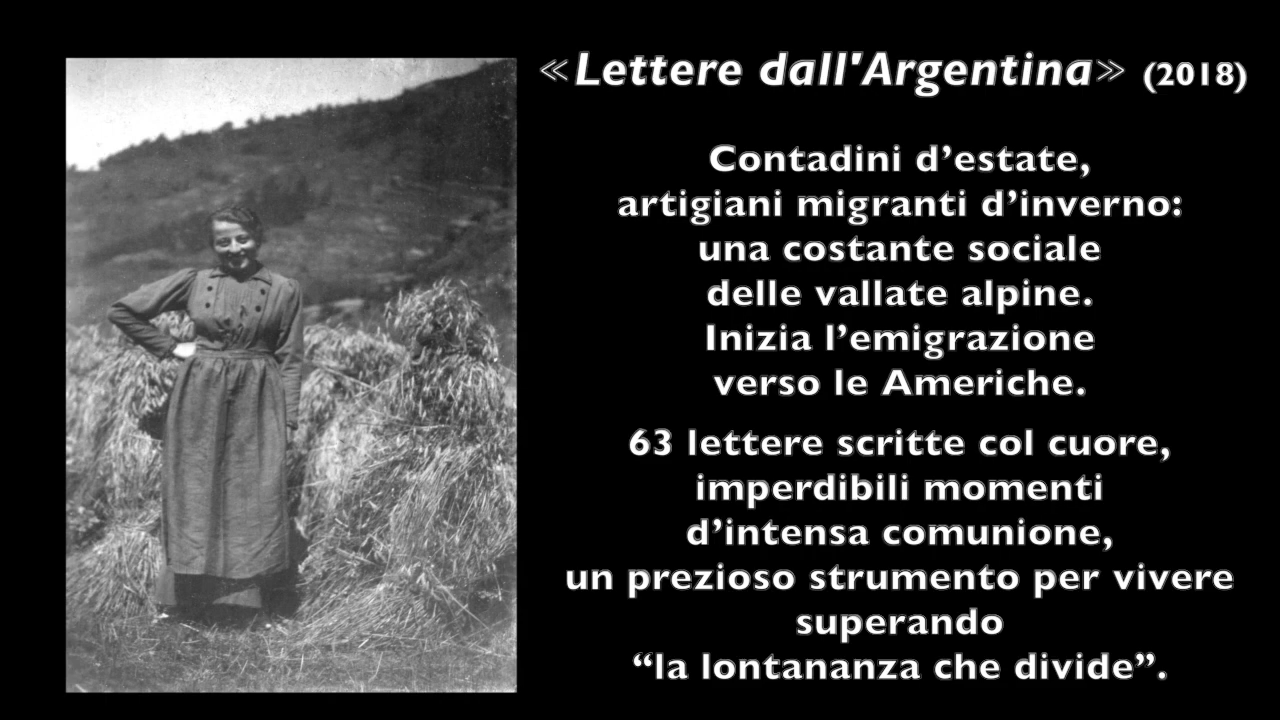 «Lettere dall'Argentina» (2018)
Contadini d’estate,
artigiani migranti d’inverno:
una costante sociale
delle vallate alpine.
Inizia l’emigrazione
verso le Americhe.
63 lettere scritte col cuore,
imperdibili momenti
d’intensa comunione,
un prezioso strumento per vivere
superando
“la lontananza che divide”.